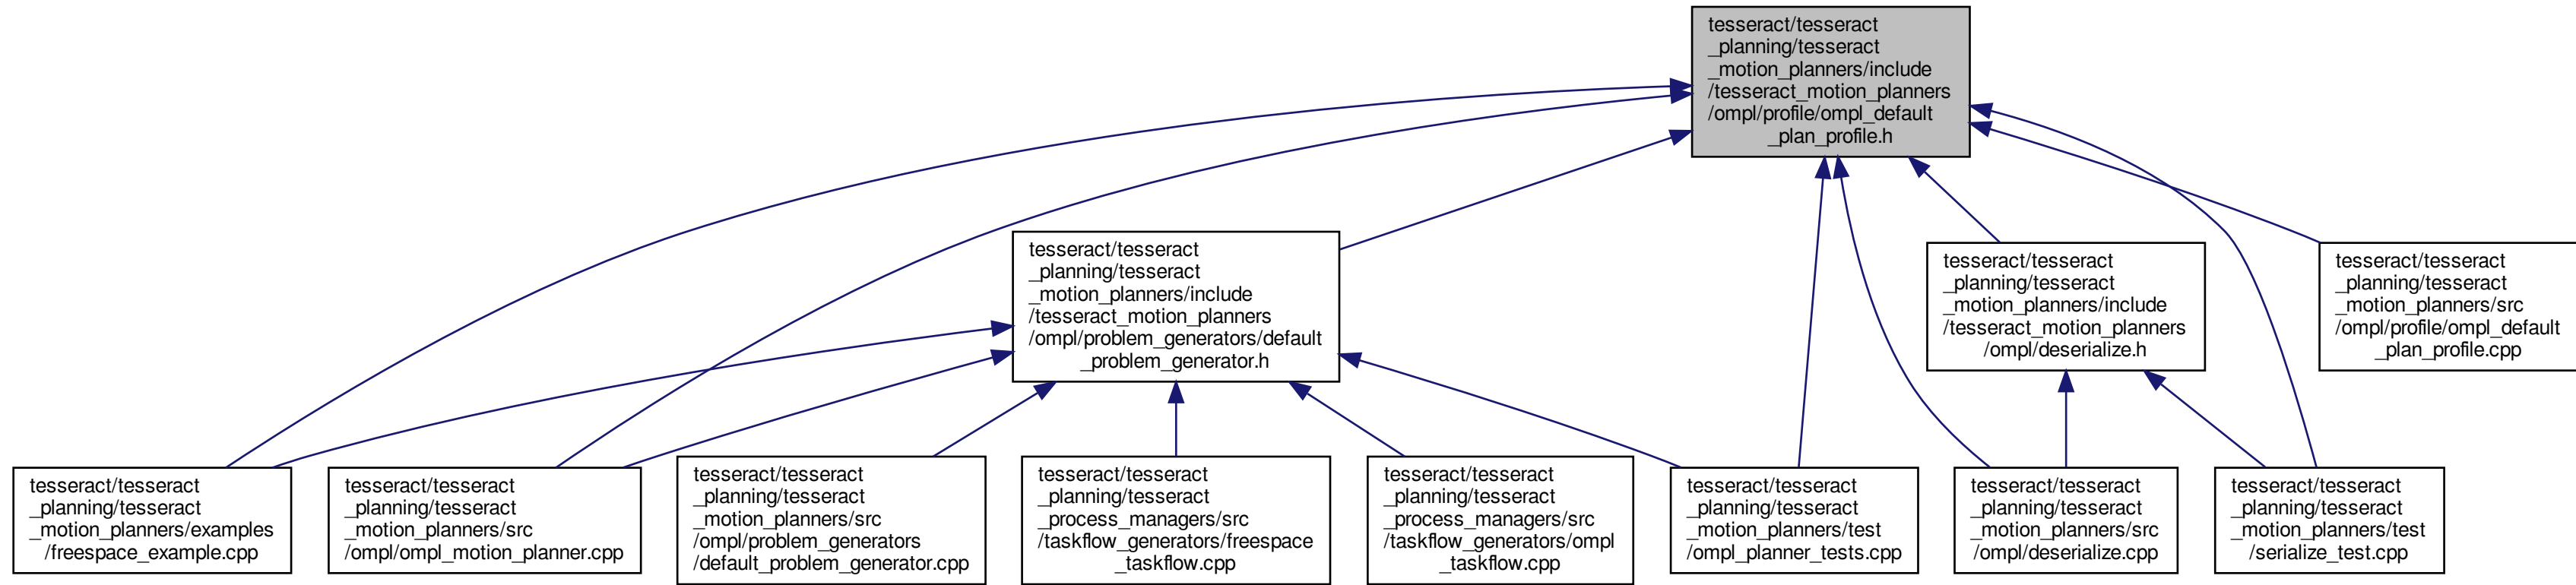 tesseract/tesseract
_planning/tesseract
_motion_planners/include
/tesseract_motion_planners
/ompl/profile/ompl_default
_plan_profile.h
tesseract/tesseract
_planning/tesseract
_motion_planners/include
/tesseract_motion_planners
/ompl/problem_generators/default
_problem_generator.h
tesseract/tesseract
_planning/tesseract
_motion_planners/include
/tesseract_motion_planners
/ompl/deserialize.h
tesseract/tesseract
_planning/tesseract
_motion_planners/src
/ompl/profile/ompl_default
_plan_profile.cpp
tesseract/tesseract
_planning/tesseract
_motion_planners/examples
/freespace_example.cpp
tesseract/tesseract
_planning/tesseract
_motion_planners/src
/ompl/ompl_motion_planner.cpp
tesseract/tesseract
_planning/tesseract
_motion_planners/src
/ompl/problem_generators
/default_problem_generator.cpp
tesseract/tesseract
_planning/tesseract
_process_managers/src
/taskflow_generators/freespace
_taskflow.cpp
tesseract/tesseract
_planning/tesseract
_process_managers/src
/taskflow_generators/ompl
_taskflow.cpp
tesseract/tesseract
_planning/tesseract
_motion_planners/test
/ompl_planner_tests.cpp
tesseract/tesseract
_planning/tesseract
_motion_planners/src
/ompl/deserialize.cpp
tesseract/tesseract
_planning/tesseract
_motion_planners/test
/serialize_test.cpp